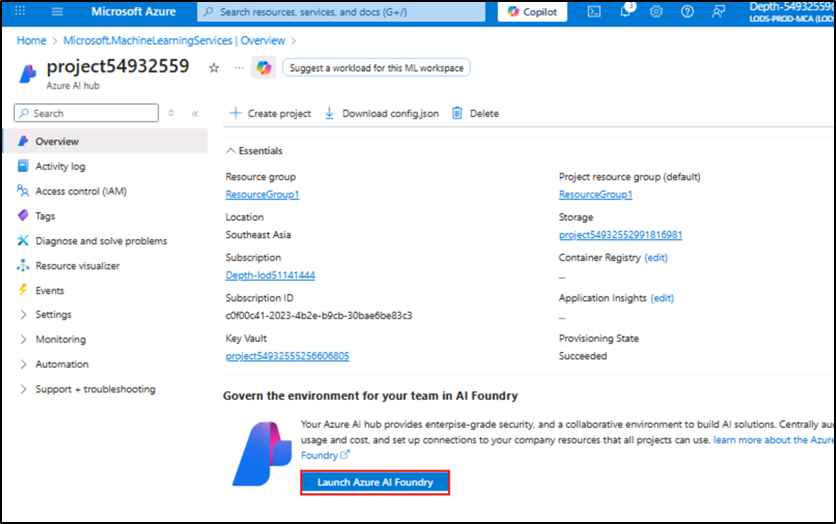 Microsoft Azure
Search resources, services, and docs (G+/)
Copilot
3
Depth-5493255
LODS-PROD-MCA (LODS
Home > Microsoft.MachineLearningServices | Overview >
project54932559
Azure AI hub
Suggest a workload for this ML workspace
Search
Create project
Download config.json
Delete
Overview
Activity log
Access control (IAM)
Tags
Diagnose and solve problems
Resource visualizer
Events
Settings
Monitoring
Automation
Support + troubleshooting
Essentials
Resource group
ResourceGroup1
Location
Southeast Asia
Subscription
Depth-lod51141444
Subscription ID
c0f00c41-2023-4b2e-b9cb-30bae6be83c3
Key Vault
project54932555256606805
Project resource group (default)
ResourceGroup1
Storage
project54932552991816981
Container Registry (edit)
...
Application Insights (edit)
...
Provisioning State
Succeeded
Govern the environment for your team in AI Foundry
Your Azure AI hub provides enterpise-grade security, and a collaborative environment to build AI solutions. Centrally au
usage and cost, and set up connections to your company resources that all projects can use. learn more about the Azure
Foundry
Launch Azure AI Foundry